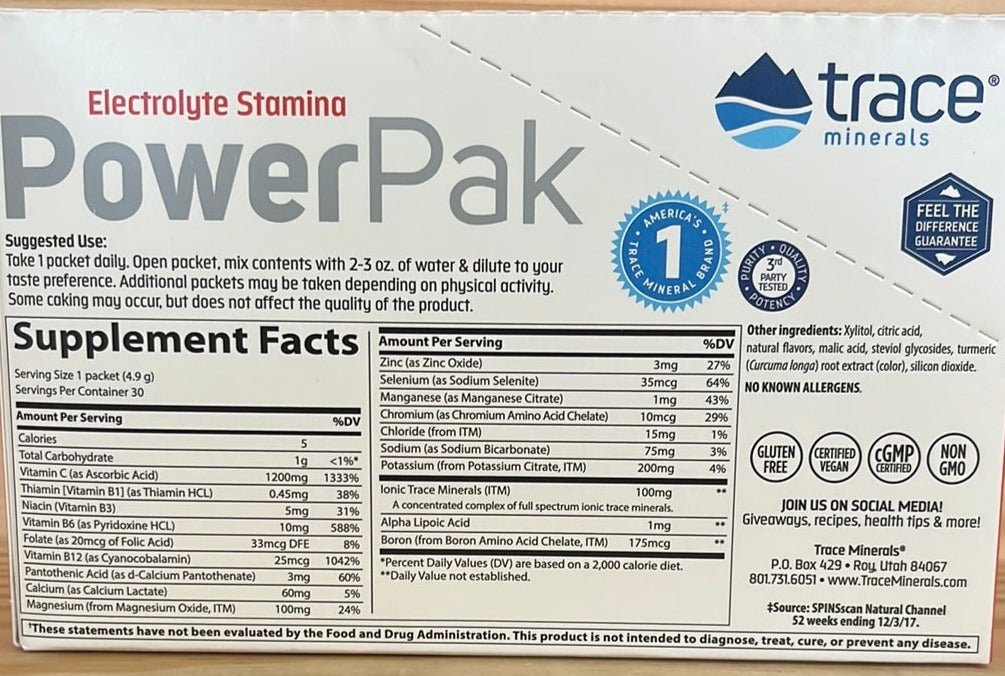 Electrolyte Stamina
PowerPak
trace®
minerals
FEEL THE
DIFFERENCE
GUARANTEE
AMERICA'S
1
TRACE MINERAL BRAND
‡
PURITY • QUALITY
3rd
PARTY
TESTED
POTENCY
Suggested Use:
Take 1 packet daily. Open packet, mix contents with 2-3 oz. of water & dilute to your
taste preference. Additional packets may be taken depending on physical activity.
Some caking may occur, but does not affect the quality of the product.
Supplement Facts
Serving Size 1 packet (4.9 g)
Servings Per Container 30
Amount Per Serving %DV
Calories 5
Total Carbohydrate 1g <1%*
Vitamin C (as Ascorbic Acid) 1200mg 1333%
Thiamin [Vitamin B1] (as Thiamin HCL) 0.45mg 38%
Niacin (Vitamin B3) 5mg 31%
Vitamin B6 (as Pyridoxine HCL) 10mg 588%
Folate (as 20mcg of Folic Acid) 33mcg DFE 8%
Vitamin B12 (as Cyanocobalamin) 25mcg 1042%
Pantothenic Acid (as d-Calcium Pantothenate) 3mg 60%
Calcium (as Calcium Lactate) 60mg 5%
Magnesium (from Magnesium Oxide, ITM) 100mg 24%
Amount Per Serving %DV
Zinc (as Zinc Oxide) 3mg 27%
Selenium (as Sodium Selenite) 35mcg 64%
Manganese (as Manganese Citrate) 1mg 43%
Chromium (as Chromium Amino Acid Chelate) 10mcg 29%
Chloride (from ITM) 15mg 1%
Sodium (as Sodium Bicarbonate) 75mg 3%
Potassium (from Potassium Citrate, ITM) 200mg 4%
Ionic Trace Minerals (ITM) 100mg **
A concentrated complex of full spectrum ionic trace minerals.
Alpha Lipoic Acid 1mg **
Boron (from Boron Amino Acid Chelate, ITM) 175mcg **
*Percent Daily Values (DV) are based on a 2,000 calorie diet.
**Daily Value not established.
Other ingredients: Xylitol, citric acid,
natural flavors, malic acid, steviol glycosides, turmeric
(Curcuma longa) root extract (color), silicon dioxide.
NO KNOWN ALLERGENS.
GLUTEN
FREE
CERTIFIED
VEGAN
cGMP
CERTIFIED
NON
GMO
JOIN US ON SOCIAL MEDIA!
Giveaways, recipes, health tips & more!
Trace Minerals®
P.O. Box 429 • Roy, Utah 84067
801.731.6051 • www.TraceMinerals.com
‡Source: SPINSscan Natural Channel
52 weeks ending 12/3/17.
†These statements have not been evaluated by the Food and Drug Administration. This product is not intended to diagnose, treat, cure, or prevent any disease.